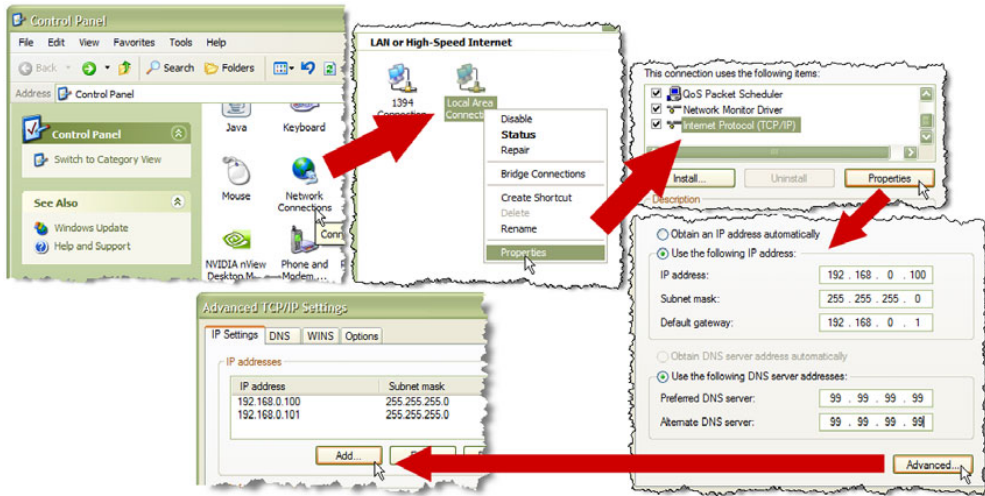 Control Panel
File Edit View Favorites Tools Help
Back Search Folders
Address Control Panel
Control Panel
Switch to Category View
See Also
Windows Update
Help and Support
Java Keyboard
Mouse Network Connections
NVIDIA nView Desktop M... Phone and Modem ...
LAN or High-Speed Internet
1394 Connection
Local Area
Disable
Status
Repair
Bridge Connections
Create Shortcut
Delete
Rename
Properties
This connection uses the following items:
QoS Packet Scheduler
Network Monitor Driver
Internet Protocol (TCP/IP)
Install... Uninstall Properties
Description
Obtain an IP address automatically
Use the following IP address:
IP address: 192 . 168 . 0 . 100
Subnet mask: 255 . 255 . 255 . 0
Default gateway: 192 . 168 . 0 . 1
Obtain DNS server address automatically
Use the following DNS server addresses:
Preferred DNS server: 99 . 99 . 99 . 99
Alternate DNS server: 99 . 99 . 99 . 99
Advanced...
Advanced TCP/IP Settings
IP Settings DNS WINS Options
IP addresses
IP address Subnet mask
192.168.0.100 255.255.255.0
192.168.0.101 255.255.255.0
Add...